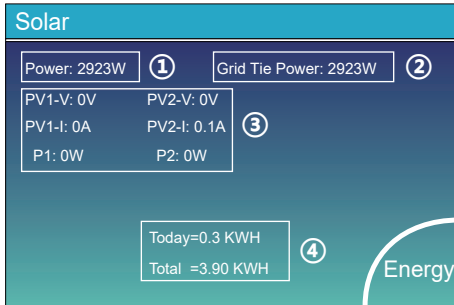 Solar
Power: 2923W ① Grid Tie Power: 2923W ②
PV1-V: 0V PV2-V: 0V
PV1-I: 0A PV2-I: 0.1A ③
P1: 0W P2: 0W
Today=0.3 KWH
④
Total =3.90 KWH
Energy